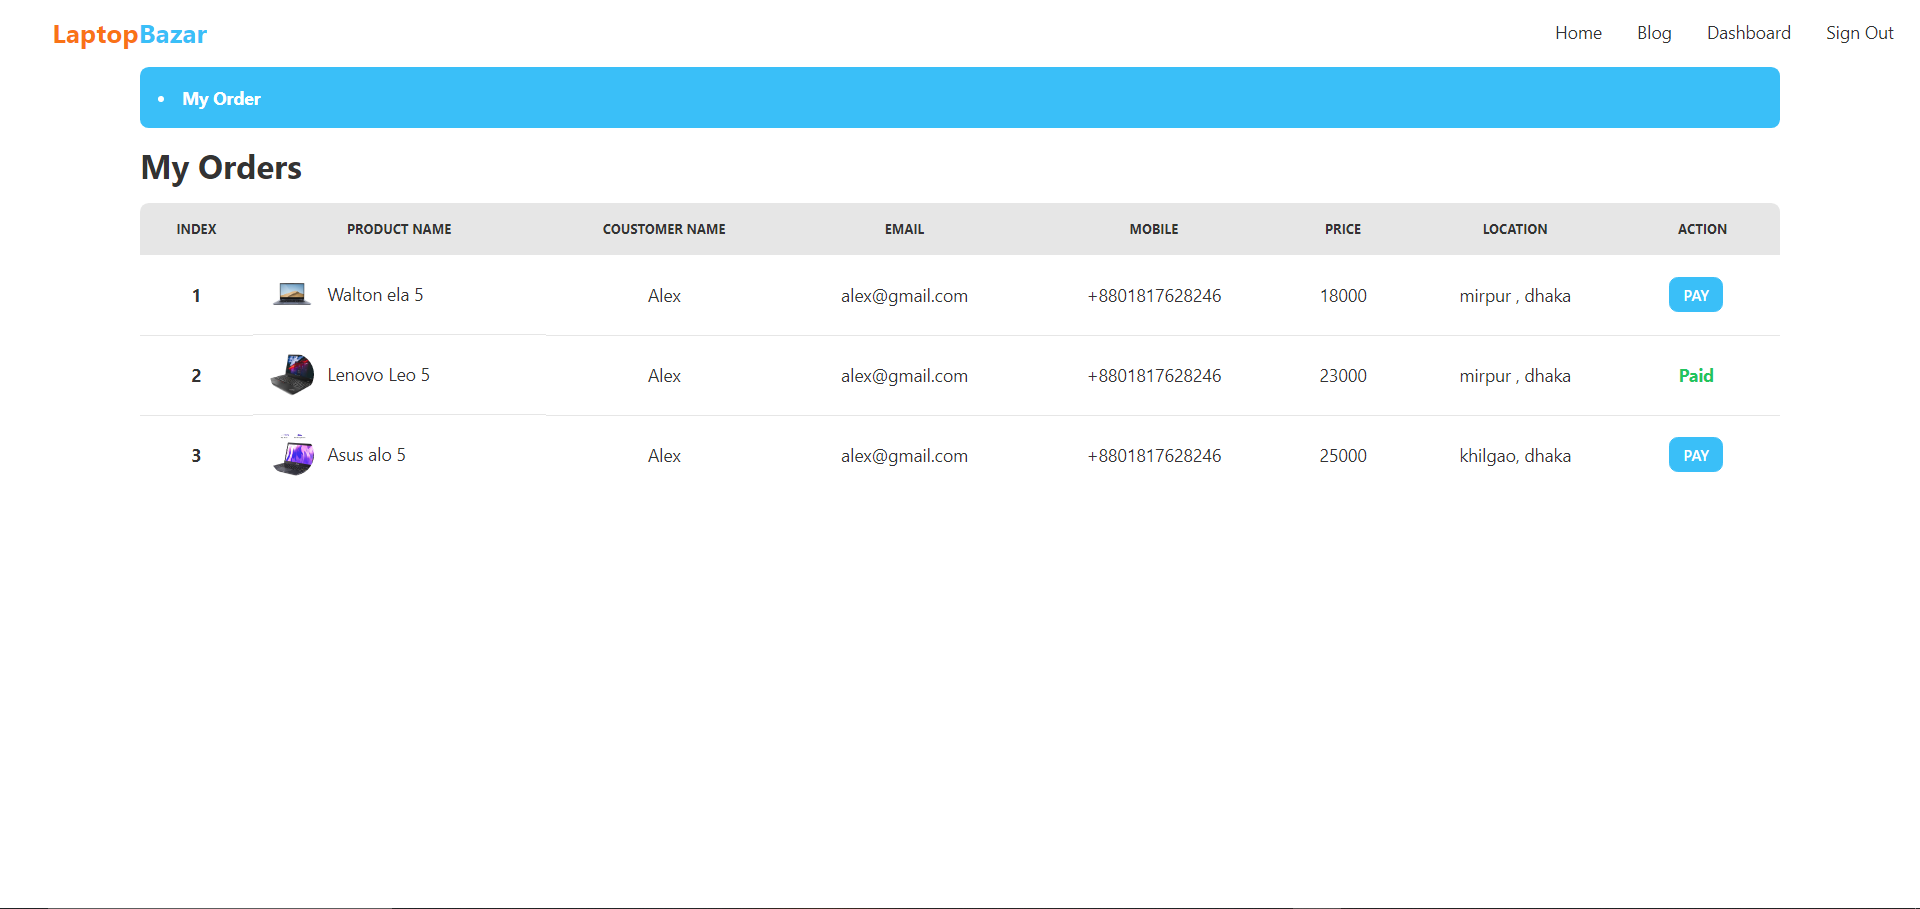 LaptopBazar Home Blog Dashboard Sign Out
• My Order
My Orders
INDEX PRODUCT NAME COUSTOMER NAME EMAIL MOBILE PRICE LOCATION ACTION
1 Walton ela 5 Alex alex@gmail.com +8801817628246 18000 mirpur , dhaka PAY
2 Lenovo Leo 5 Alex alex@gmail.com +8801817628246 23000 mirpur , dhaka Paid
3 Asus alo 5 Alex alex@gmail.com +8801817628246 25000 khilgao, dhaka PAY